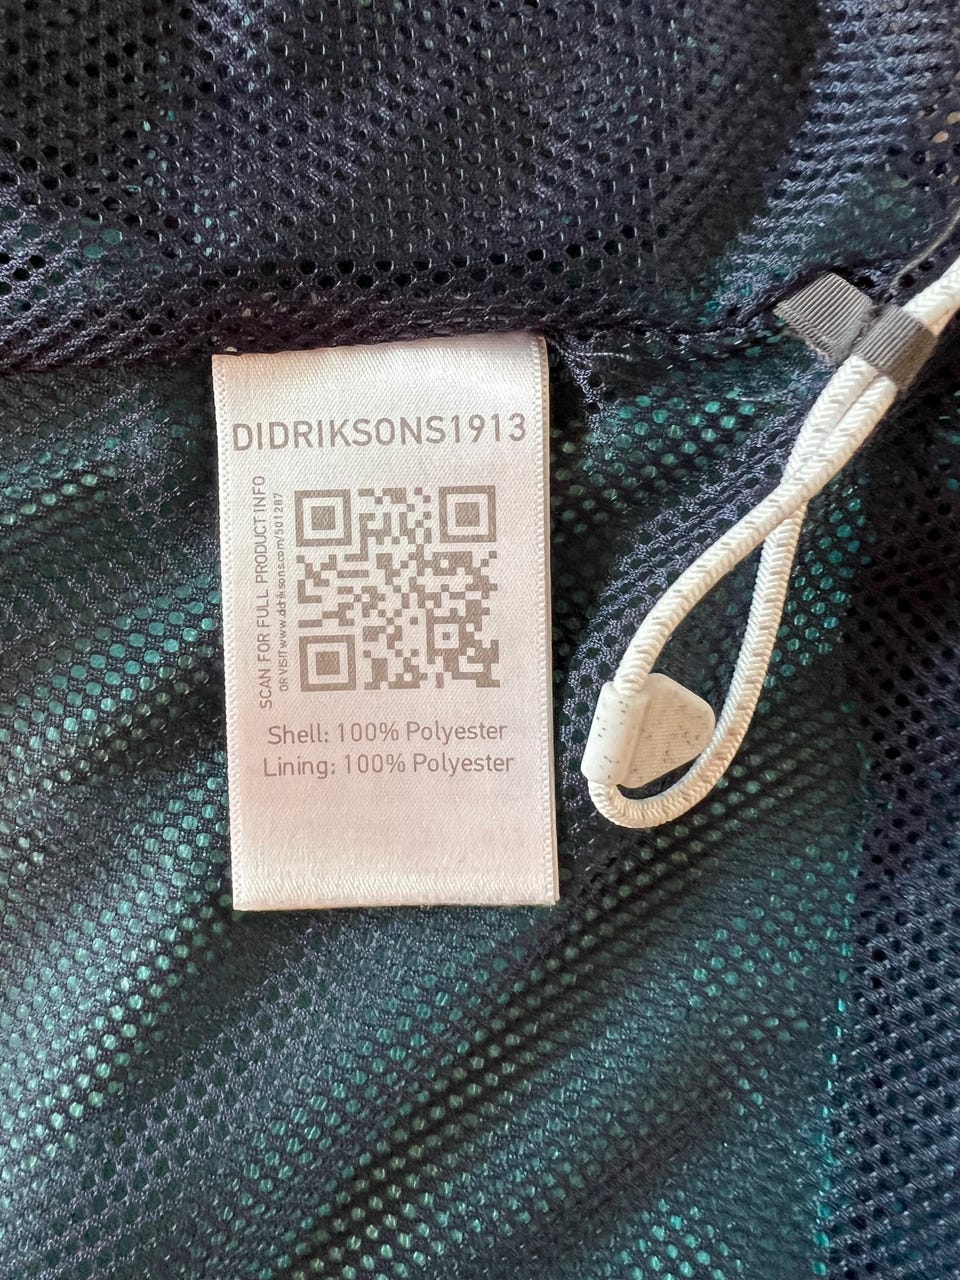 DIDRIKSONS1913
SCAN FOR FULL PRODUCT INFO
OR VISIT www.didriksons.com/501287
Shell: 100% Polyester
Lining: 100% Polyester